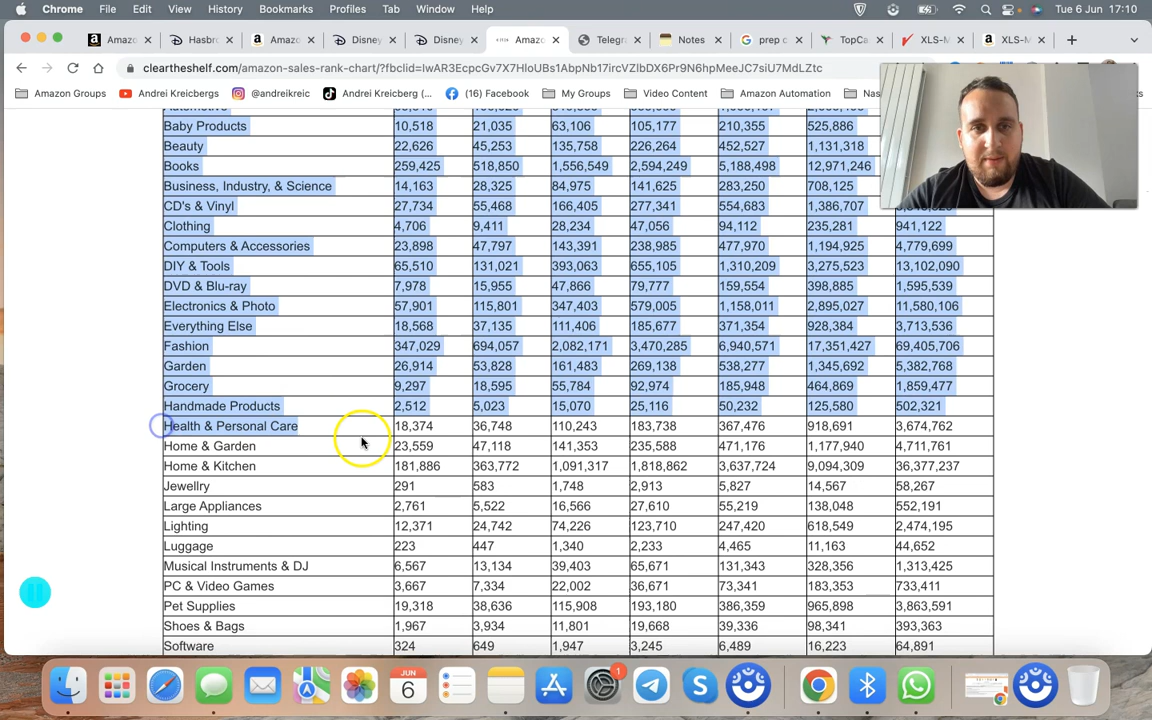 Chrome File Edit View History Bookmarks Profiles Tab Window Help Tue 6 Jun 17:10
Amazo Hasbro Amazo Disney Disney Amazo Telegr Notes prep c TopCa XLS-M XLS-M
cleartheshelf.com/amazon-sales-rank-chart/?fbclid=IwAR3EcpcGv7X7HIoUBs1AbpNb17ircVZlbDX6Pr9N6hpMeeJC7siU7MdLZtc
Amazon Groups Andrei Kreicbergs @andreikreic Andrei Kreicberg (... (16) Facebook My Groups Video Content Amazon Automation Nas
Automotive
Baby Products 10,518 21,035 63,106 105,177 210,355 525,886
Beauty 22,626 45,253 135,758 226,264 452,527 1,131,318
Books 259,425 518,850 1,556,549 2,594,249 5,188,498 12,971,246
Business, Industry, & Science 14,163 28,325 84,975 141,625 283,250 708,125
CD's & Vinyl 27,734 55,468 166,405 277,341 554,683 1,386,707
Clothing 4,706 9,411 28,234 47,056 94,112 235,281 941,122
Computers & Accessories 23,898 47,797 143,391 238,985 477,970 1,194,925 4,779,699
DIY & Tools 65,510 131,021 393,063 655,105 1,310,209 3,275,523 13,102,090
DVD & Blu-ray 7,978 15,955 47,866 79,777 159,554 398,885 1,595,539
Electronics & Photo 57,901 115,801 347,403 579,005 1,158,011 2,895,027 11,580,106
Everything Else 18,568 37,135 111,406 185,677 371,354 928,384 3,713,536
Fashion 347,029 694,057 2,082,171 3,470,285 6,940,571 17,351,427 69,405,706
Garden 26,914 53,828 161,483 269,138 538,277 1,345,692 5,382,768
Grocery 9,297 18,595 55,784 92,974 185,948 464,869 1,859,477
Handmade Products 2,512 5,023 15,070 25,116 50,232 125,580 502,321
Health & Personal Care 18,374 36,748 110,243 183,738 367,476 918,691 3,674,762
Home & Garden 23,559 47,118 141,353 235,588 471,176 1,177,940 4,711,761
Home & Kitchen 181,886 363,772 1,091,317 1,818,862 3,637,724 9,094,309 36,377,237
Jewellry 291 583 1,748 2,913 5,827 14,567 58,267
Large Appliances 2,761 5,522 16,566 27,610 55,219 138,048 552,191
Lighting 12,371 24,742 74,226 123,710 247,420 618,549 2,474,195
Luggage 223 447 1,340 2,233 4,465 11,163 44,652
Musical Instruments & DJ 6,567 13,134 39,403 65,671 131,343 328,356 1,313,425
PC & Video Games 3,667 7,334 22,002 36,671 73,341 183,353 733,411
Pet Supplies 19,318 38,636 115,908 193,180 386,359 965,898 3,863,591
Shoes & Bags 1,967 3,934 11,801 19,668 39,336 98,341 393,363
Software 324 649 1,947 3,245 6,489 16,223 64,891
JUN
6
1